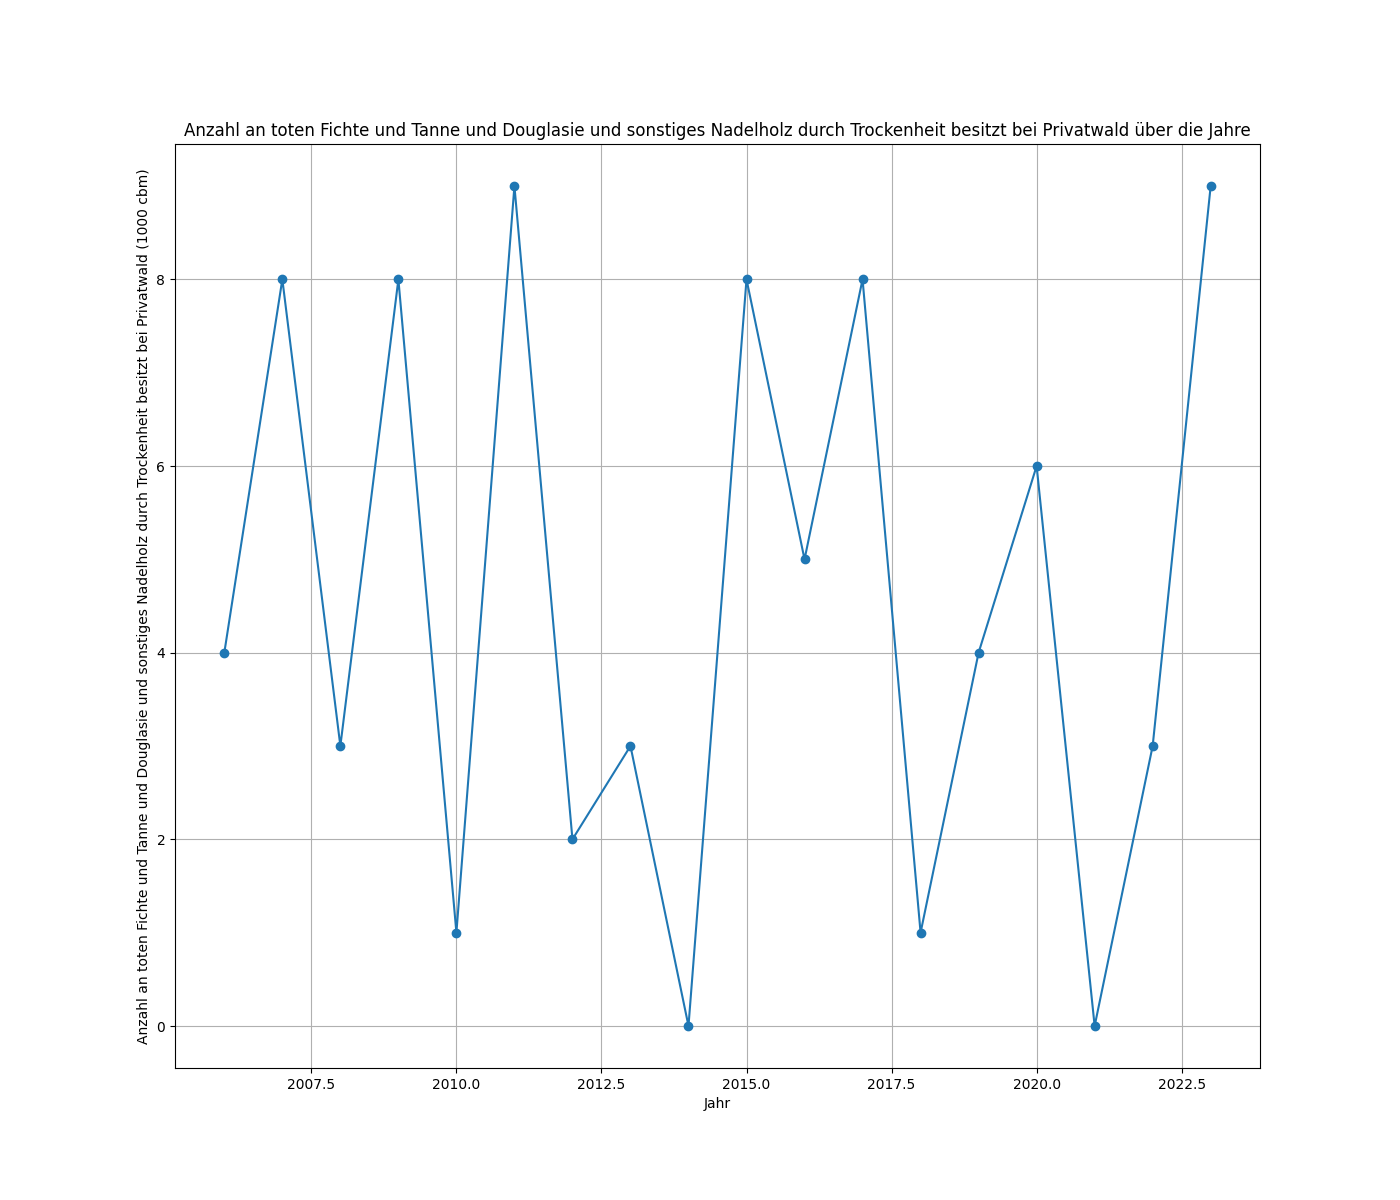 Anzahl an toten Fichte und Tanne und Douglasie und sonstiges Nadelholz durch Trockenheit besitzt bei Privatwald über die Jahre
Anzahl an toten Fichte und Tanne und Douglasie und sonstiges Nadelholz durch Trockenheit besitzt bei Privatwald (1000 cbm)
8
6
4
2
0
2007.5 2010.0 2012.5 2015.0 2017.5 2020.0 2022.5
Jahr